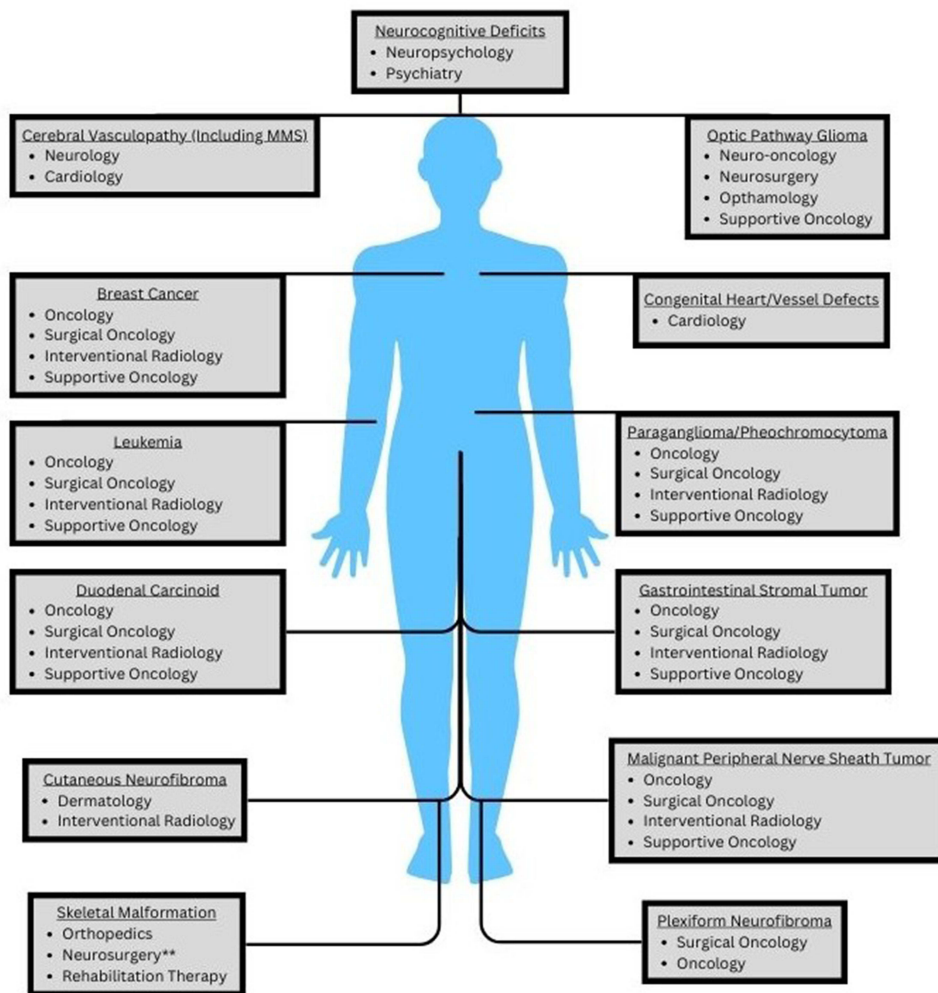 Neurocognitive Deficits
• Neuropsychology
• Psychiatry
Cerebral Vasculopathy (Including MMS)
• Neurology
• Cardiology
Optic Pathway Glioma
• Neuro-oncology
• Neurosurgery
• Opthamology
• Supportive Oncology
Breast Cancer
• Oncology
• Surgical Oncology
• Interventional Radiology
• Supportive Oncology
Congenital Heart/Vessel Defects
• Cardiology
Leukemia
• Oncology
• Surgical Oncology
• Interventional Radiology
• Supportive Oncology
Paraganglioma/Pheochromocytoma
• Oncology
• Surgical Oncology
• Interventional Radiology
• Supportive Oncology
Duodenal Carcinoid
• Oncology
• Surgical Oncology
• Interventional Radiology
• Supportive Oncology
Gastrointestinal Stromal Tumor
• Oncology
• Surgical Oncology
• Interventional Radiology
• Supportive Oncology
Cutaneous Neurofibroma
• Dermatology
• Interventional Radiology
Malignant Peripheral Nerve Sheath Tumor
• Oncology
• Surgical Oncology
• Interventional Radiology
• Supportive Oncology
Skeletal Malformation
• Orthopedics
• Neurosurgery**
• Rehabilitation Therapy
Plexiform Neurofibroma
• Surgical Oncology
• Oncology